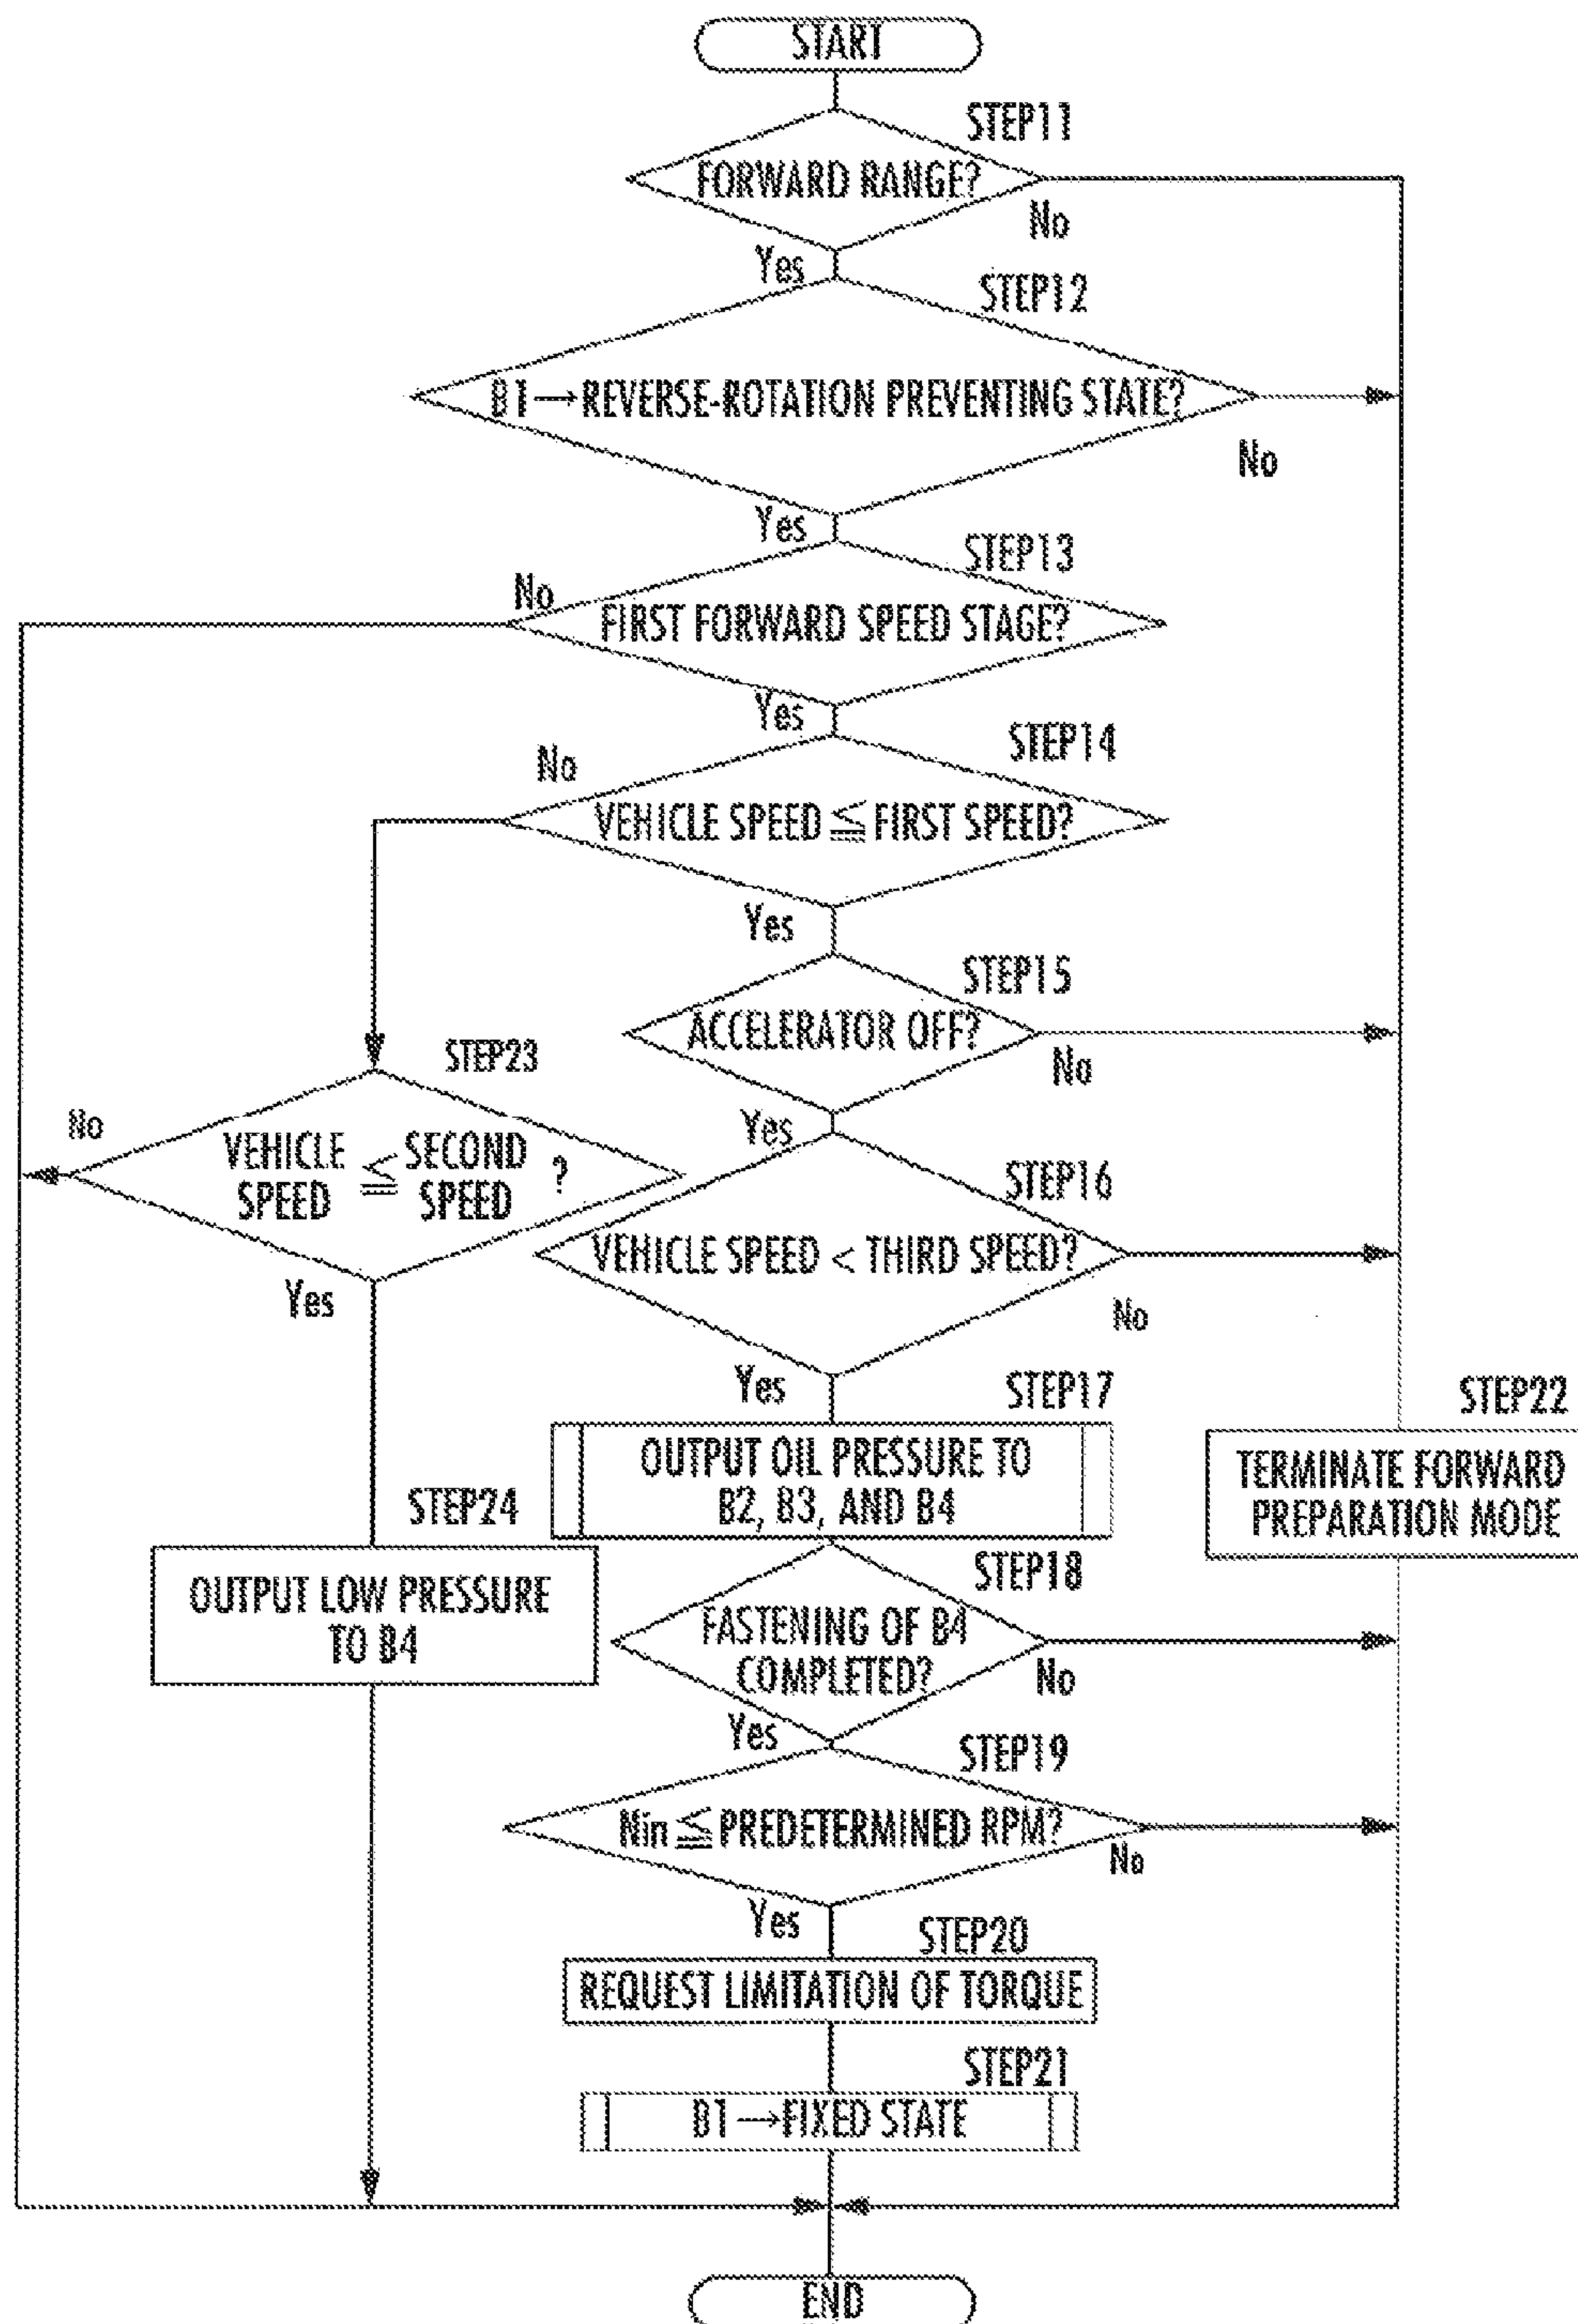 START
STEP11
FORWARD RANGE?
No
Yes
STEP12
B1→REVERSE-ROTATION PREVENTING STATE?
No
Yes
STEP13
No
FIRST FORWARD SPEED STAGE?
Yes
STEP14
No
VEHICLE SPEED ≦ FIRST SPEED?
Yes
STEP15
ACCELERATOR OFF?
No
Yes
STEP23
No
VEHICLE SPEED ≦ SECOND SPEED ?
Yes
STEP16
VEHICLE SPEED < THIRD SPEED?
No
Yes
STEP17
OUTPUT OIL PRESSURE TO
B2, B3, AND B4
STEP22
TERMINATE FORWARD
PREPARATION MODE
STEP24
OUTPUT LOW PRESSURE
TO B4
STEP18
FASTENING OF B4
COMPLETED?
No
Yes
STEP19
Nin ≦ PREDETERMINED RPM?
No
Yes
STEP20
REQUEST LIMITATION OF TORQUE
STEP21
B1→FIXED STATE
END